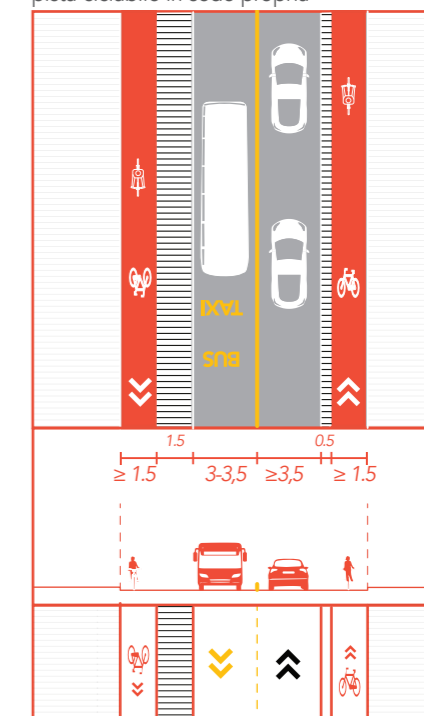 pista ciclabile in sede propria
TAXI
BUS
1.5 0.5
≥ 1.5 3-3,5 ≥3,5 ≥ 1.5